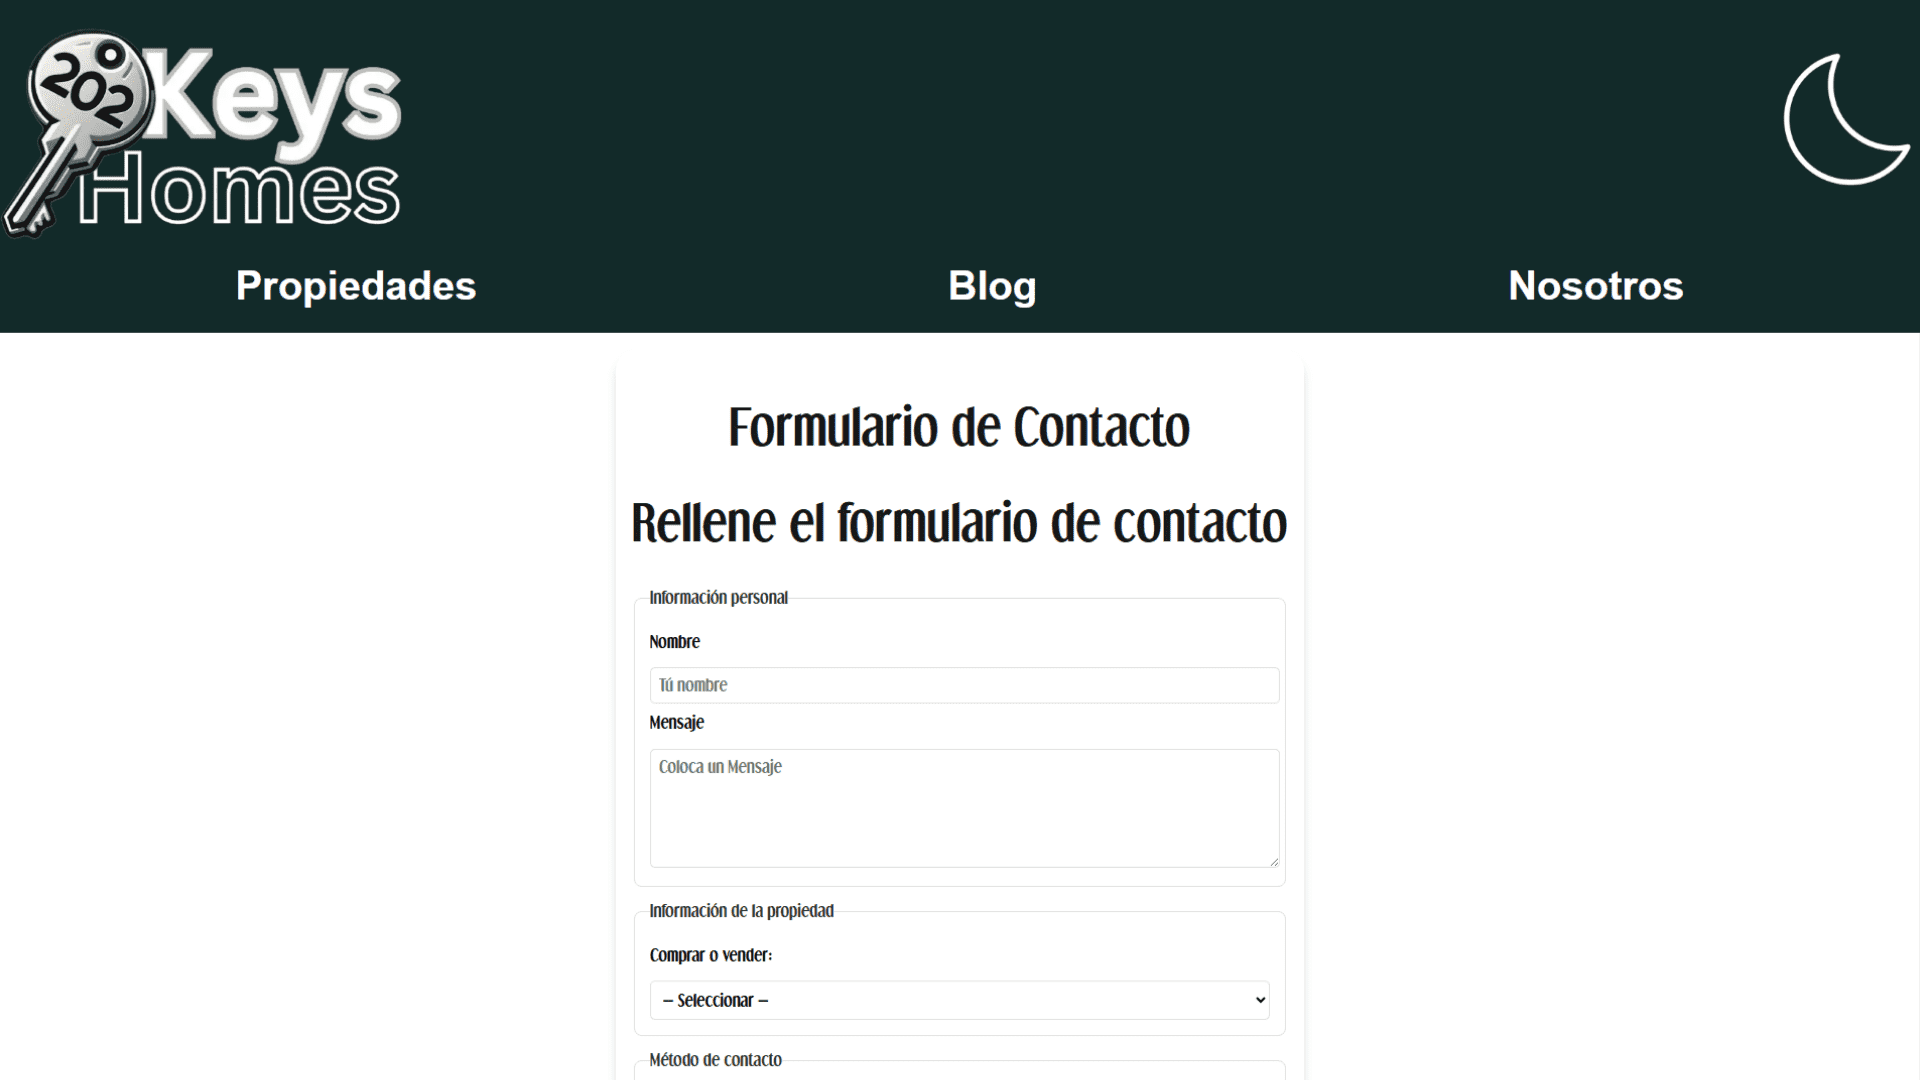 202
Keys
Homes
Propiedades
Blog
Nosotros
Formulario de Contacto
Rellene el formulario de contacto
Información personal
Nombre
Tú nombre
Mensaje
Coloca un Mensaje
Información de la propiedad
Comprar o vender:
-- Seleccionar --
Método de contacto